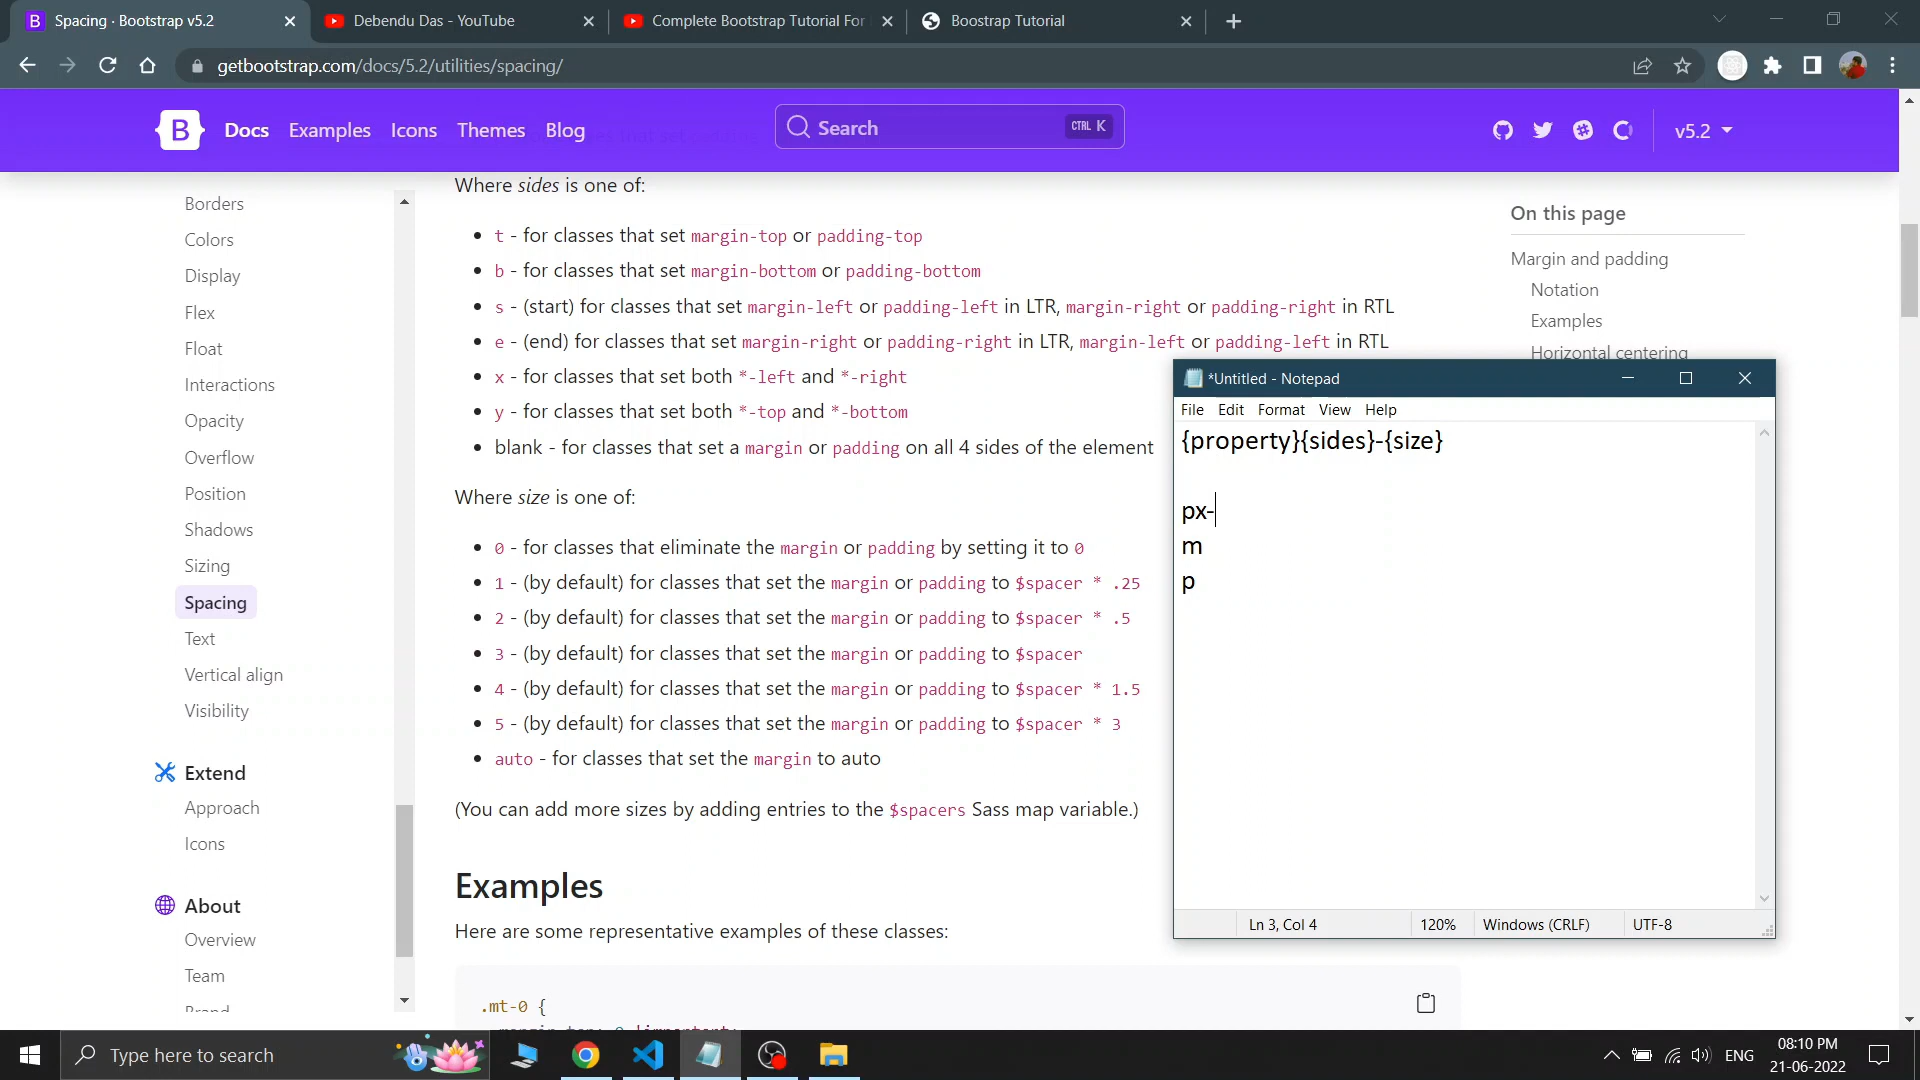 Spacing · Bootstrap v5.2
Debendu Das - YouTube
Complete Bootstrap Tutorial For
Boostrap Tutorial
getbootstrap.com/docs/5.2/utilities/spacing/
B Docs Examples Icons Themes Blog
Search
CTRL K
v5.2
Borders
Colors
Display
Flex
Float
Interactions
Opacity
Overflow
Position
Shadows
Sizing
Spacing
Text
Vertical align
Visibility
Extend
Approach
Icons
About
Overview
Team
Brand
Where sides is one of:
t - for classes that set margin-top or padding-top
b - for classes that set margin-bottom or padding-bottom
s - (start) for classes that set margin-left or padding-left in LTR, margin-right or padding-right in RTL
e - (end) for classes that set margin-right or padding-right in LTR, margin-left or padding-left in RTL
x - for classes that set both *-left and *-right
y - for classes that set both *-top and *-bottom
blank - for classes that set a margin or padding on all 4 sides of the element
Where size is one of:
0 - for classes that eliminate the margin or padding by setting it to 0
1 - (by default) for classes that set the margin or padding to $spacer * .25
2 - (by default) for classes that set the margin or padding to $spacer * .5
3 - (by default) for classes that set the margin or padding to $spacer
4 - (by default) for classes that set the margin or padding to $spacer * 1.5
5 - (by default) for classes that set the margin or padding to $spacer * 3
auto - for classes that set the margin to auto
(You can add more sizes by adding entries to the $spacers Sass map variable.)
Examples
Here are some representative examples of these classes:
.mt-0 {
margin-top: 0 !important;
On this page
Margin and padding
Notation
Examples
Horizontal centering
*Untitled - Notepad
File Edit Format View Help
{property}{sides}-{size}
px-
m
p
Ln 3, Col 4
120%
Windows (CRLF)
UTF-8
Type here to search
ENG
08:10 PM
21-06-2022